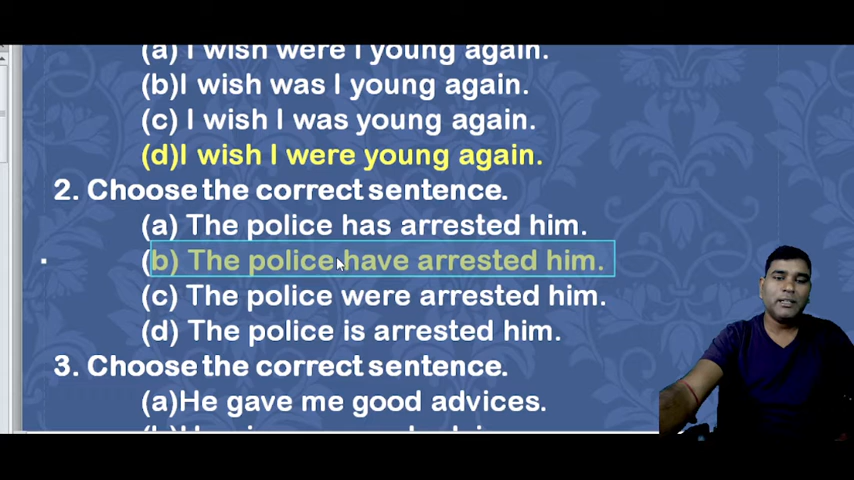 (a) I wish were I young again.
(b)I wish was I young again.
(c) I wish I was young again.
(d)I wish I were young again.
2. Choose the correct sentence.
(a) The police has arrested him.
(b) The police have arrested him.
(c) The police were arrested him.
(d) The police is arrested him.
3. Choose the correct sentence.
(a)He gave me good advices.